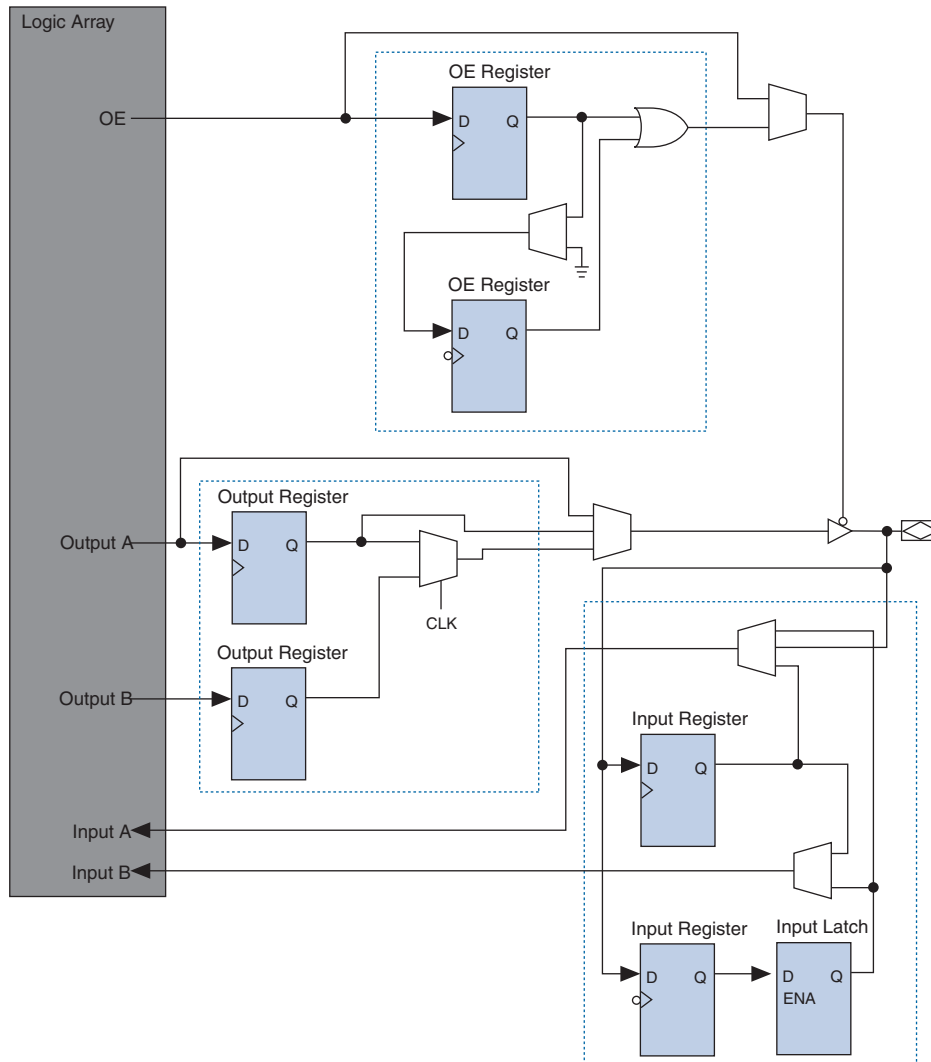 Logic Array
OE Register
OE
D Q
OE Register
D Q
Output Register
Output A
D Q
CLK
Output Register
Output B
D Q
Input Register
D Q
Input A
Input B
Input Register Input Latch
D Q D Q
ENA